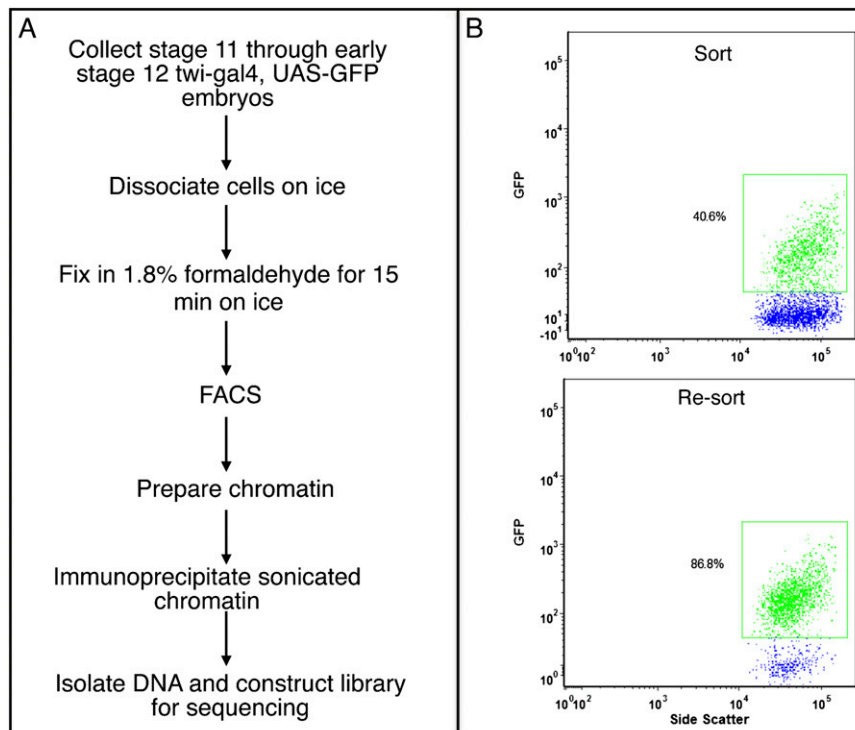 A
Collect stage 11 through early
stage 12 twi-gal4, UAS-GFP
embryos
Dissociate cells on ice
Fix in 1.8% formaldehyde for 15
min on ice
FACS
Prepare chromatin
Immunoprecipitate sonicated
chromatin
Isolate DNA and construct library
for sequencing
B
Sort
10⁵
10⁴
10³
10²
10¹
-10¹
GFP
40.6%
10⁰10²
10³
10⁴
10⁵
Re-sort
10⁵
10⁴
10³
10²
10⁰
GFP
86.8%
10⁰10²
10³
10⁴
10⁵
Side Scatter